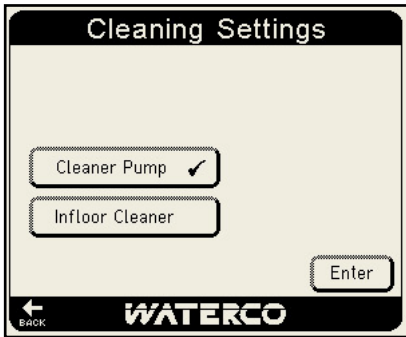 Cleaning Settings
Cleaner Pump ✓
Infloor Cleaner
Enter
BACK WATERCO